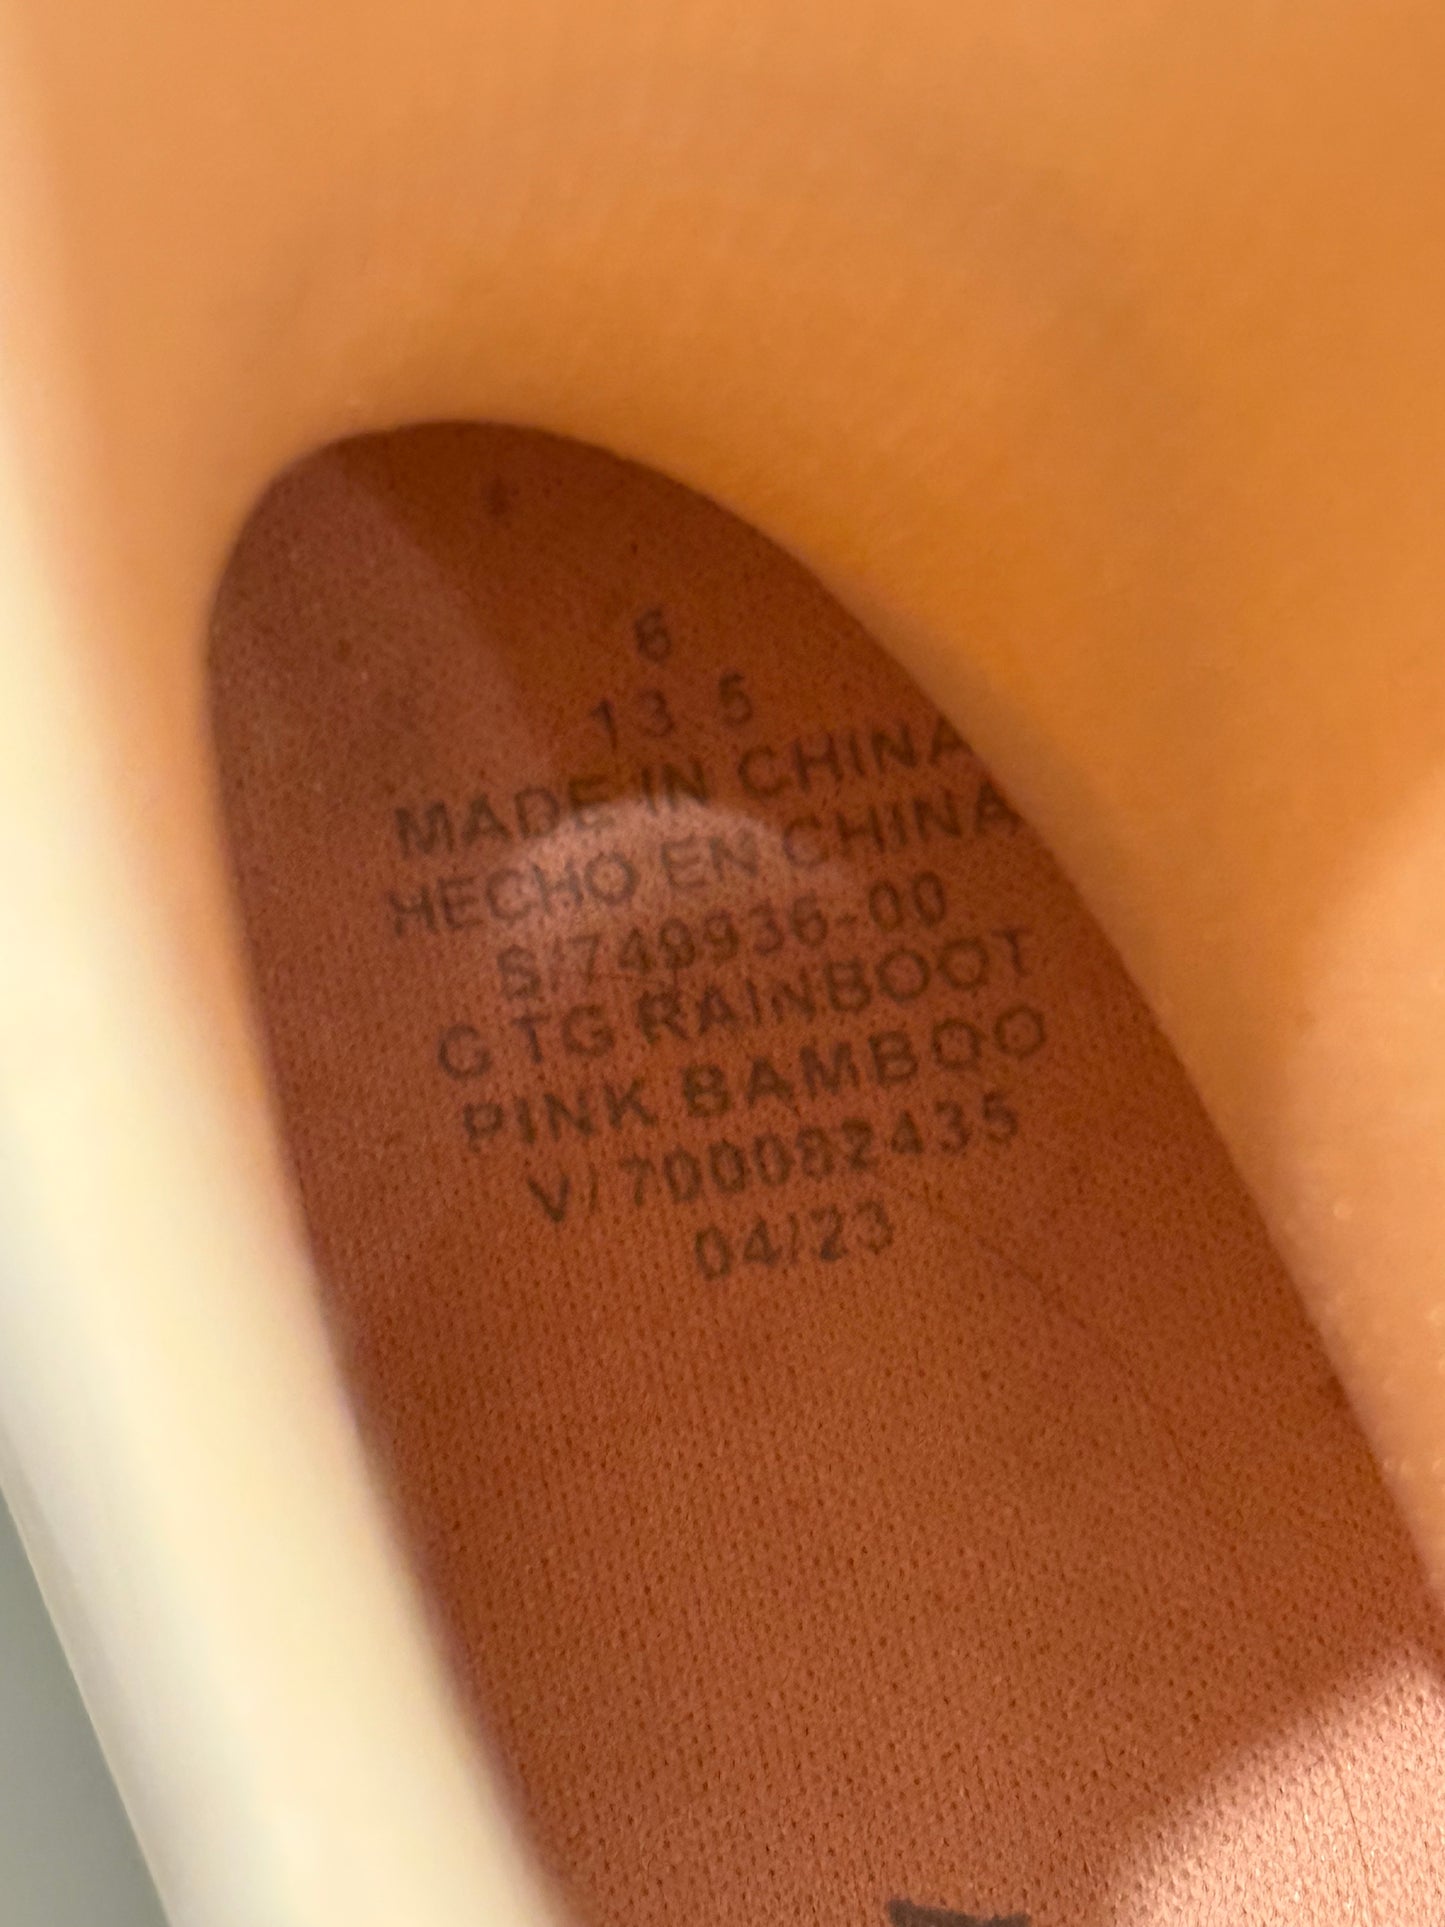 6
13.5
MADE IN CHINA
HECHO EN CHINA
S/749936-00
G TG RAINBOOT
PINK BAMBOO
V/700082435
04/23